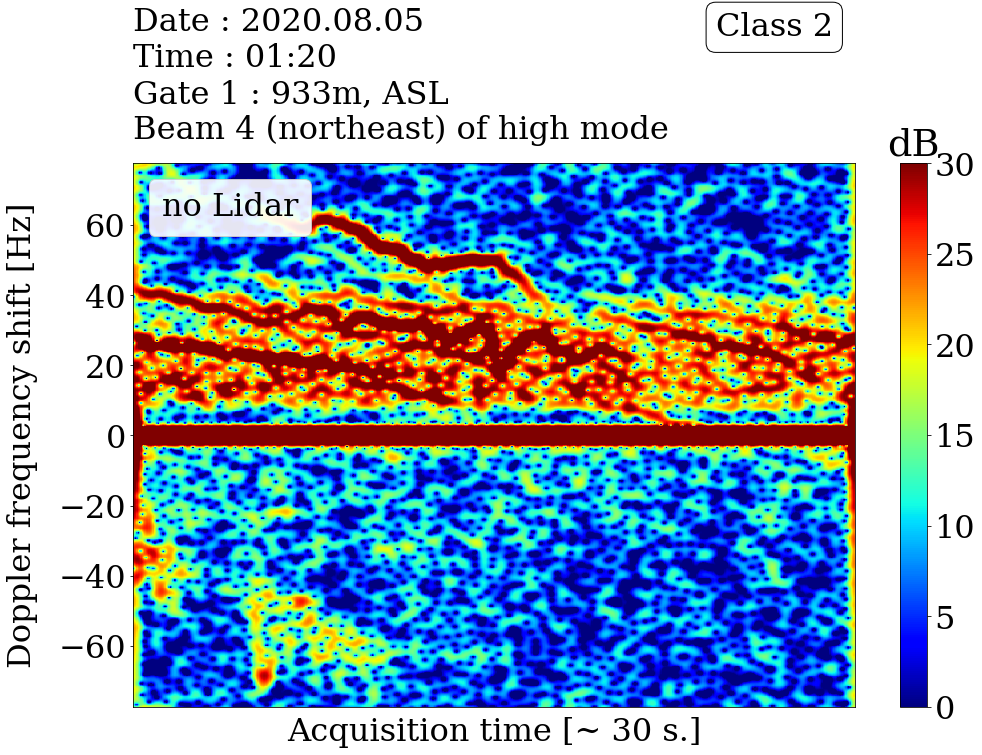 Date : 2020.08.05
Time : 01:20
Gate 1 : 933m, ASL
Beam 4 (northeast) of high mode
Class 2
dB
no Lidar
Doppler frequency shift [Hz]
60
40
20
0
−20
−40
−60
30
25
20
15
10
5
0
Acquisition time [~ 30 s.]